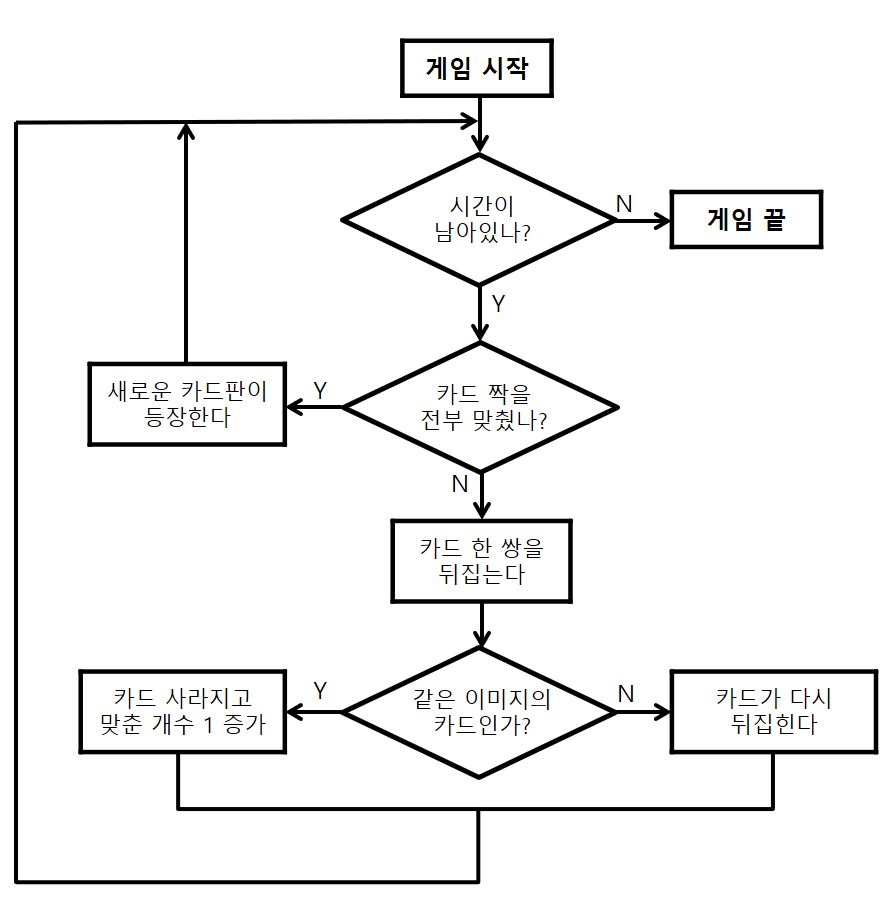 게임 시작
시간이
남아있나?
N
게임 끝
Y
카드 짝을
전부 맞췄나?
Y
새로운 카드판이
등장한다
N
카드 한 쌍을
뒤집는다
같은 이미지의
카드인가?
Y
카드 사라지고
맞춘 개수 1 증가
N
카드가 다시
뒤집힌다